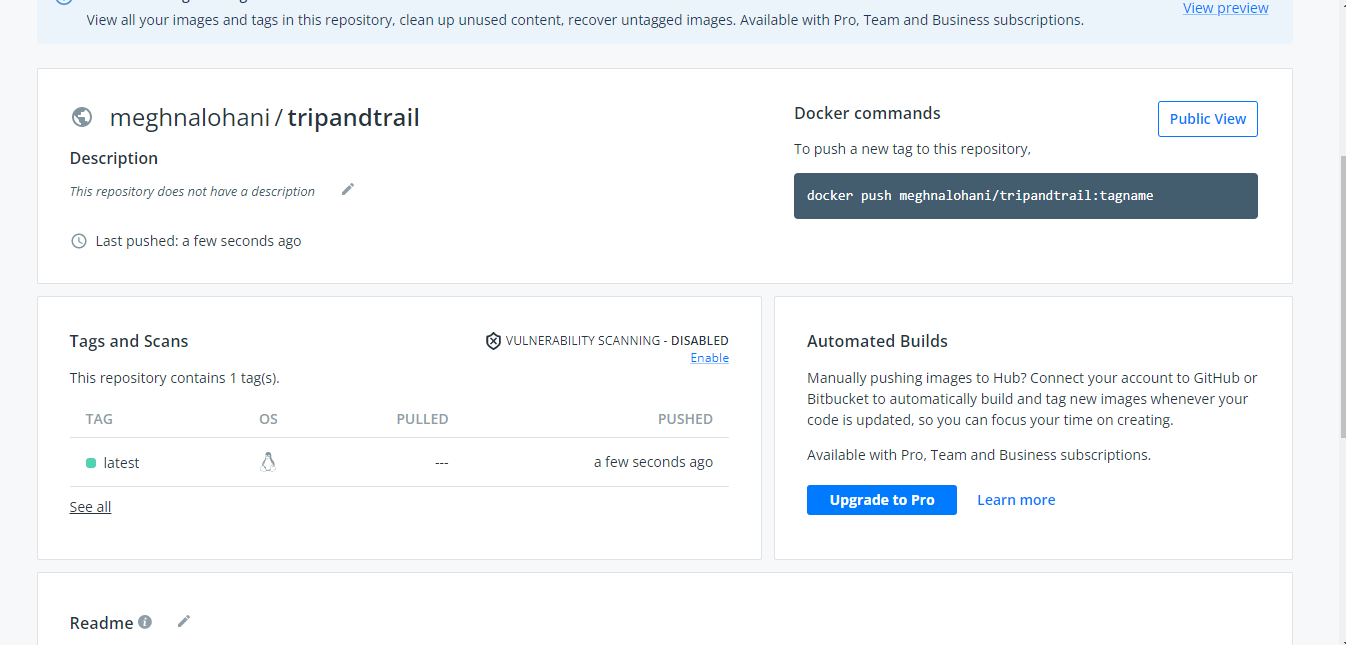 View all your images and tags in this repository, clean up unused content, recover untagged images. Available with Pro, Team and Business subscriptions.
View preview
meghnalohani / tripandtrail
Description
This repository does not have a description
Last pushed: a few seconds ago
Docker commands
Public View
To push a new tag to this repository,
docker push meghnalohani/tripandtrail:tagname
Tags and Scans
VULNERABILITY SCANNING - DISABLED
Enable
This repository contains 1 tag(s).
TAG OS PULLED PUSHED
latest --- a few seconds ago
See all
Automated Builds
Manually pushing images to Hub? Connect your account to GitHub or
Bitbucket to automatically build and tag new images whenever your
code is updated, so you can focus your time on creating.
Available with Pro, Team and Business subscriptions.
Upgrade to Pro
Learn more
Readme